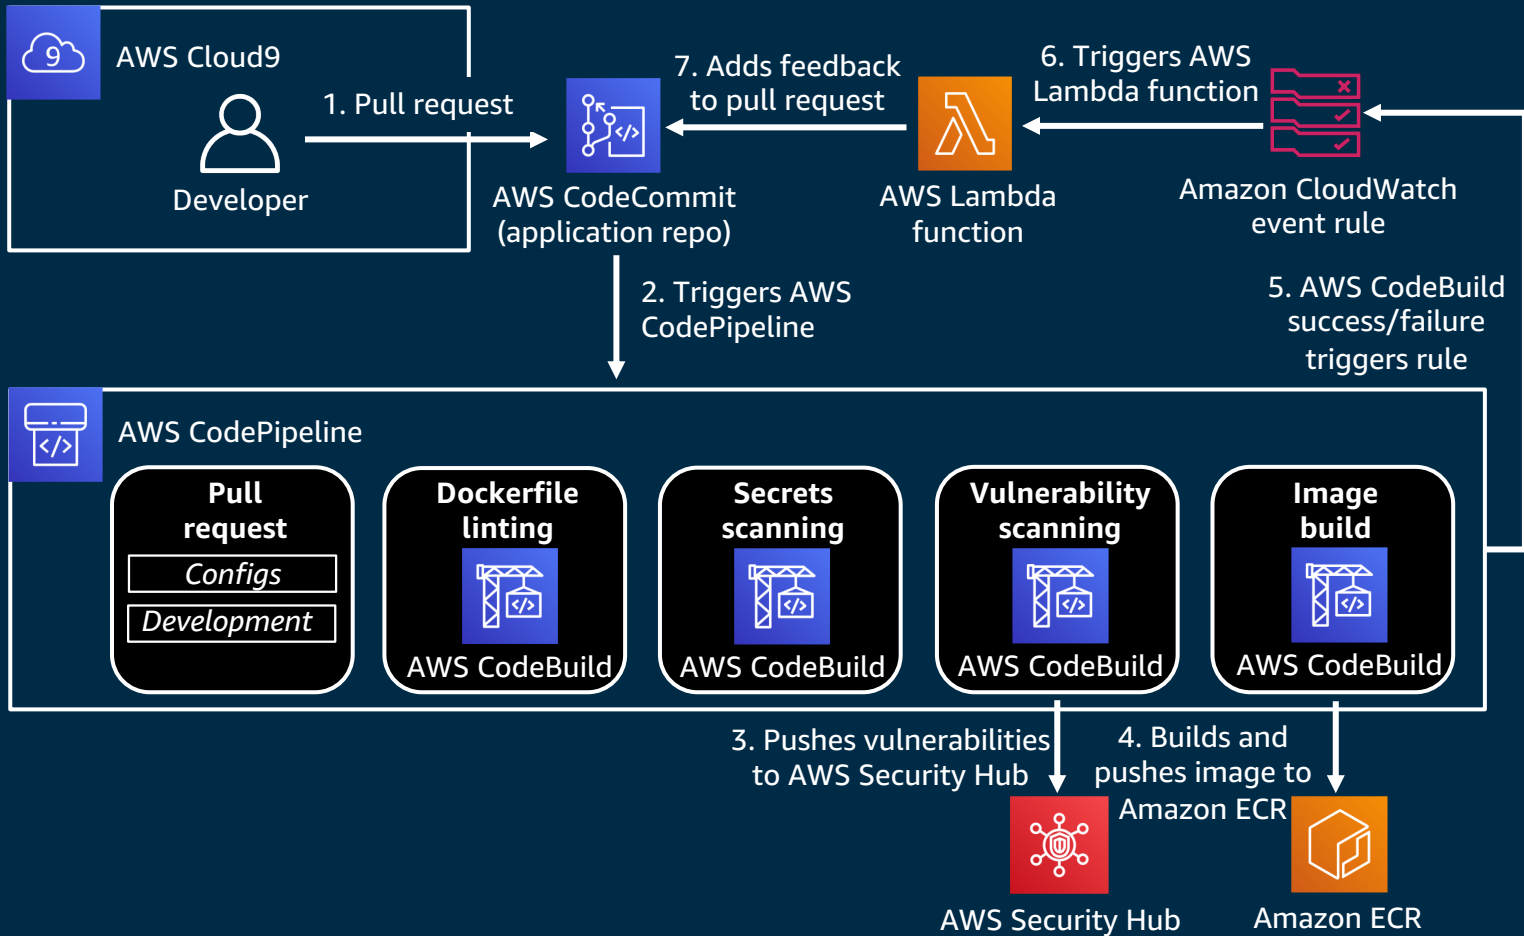 9
AWS Cloud9
Developer
1. Pull request
AWS CodeCommit
(application repo)
7. Adds feedback
to pull request
AWS Lambda
function
6. Triggers AWS
Lambda function
Amazon CloudWatch
event rule
2. Triggers AWS
CodePipeline
5. AWS CodeBuild
success/failure
triggers rule
AWS CodePipeline
Pull
request
Configs
Development
Dockerfile
linting
AWS CodeBuild
Secrets
scanning
AWS CodeBuild
Vulnerability
scanning
AWS CodeBuild
Image
build
AWS CodeBuild
3. Pushes vulnerabilities
to AWS Security Hub
4. Builds and
pushes image to
Amazon ECR
AWS Security Hub
Amazon ECR